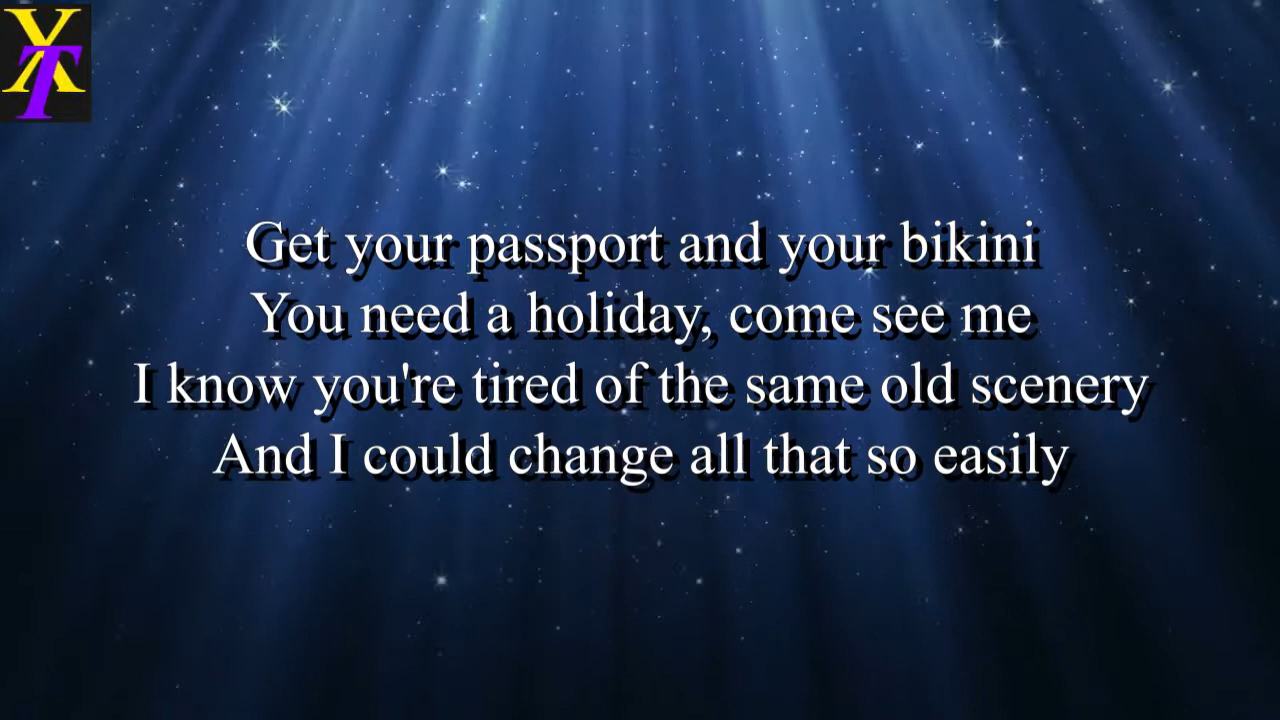 XT
Get your passport and your bikini
You need a holiday, come see me
I know you're tired of the same old scenery
And I could change all that so easily